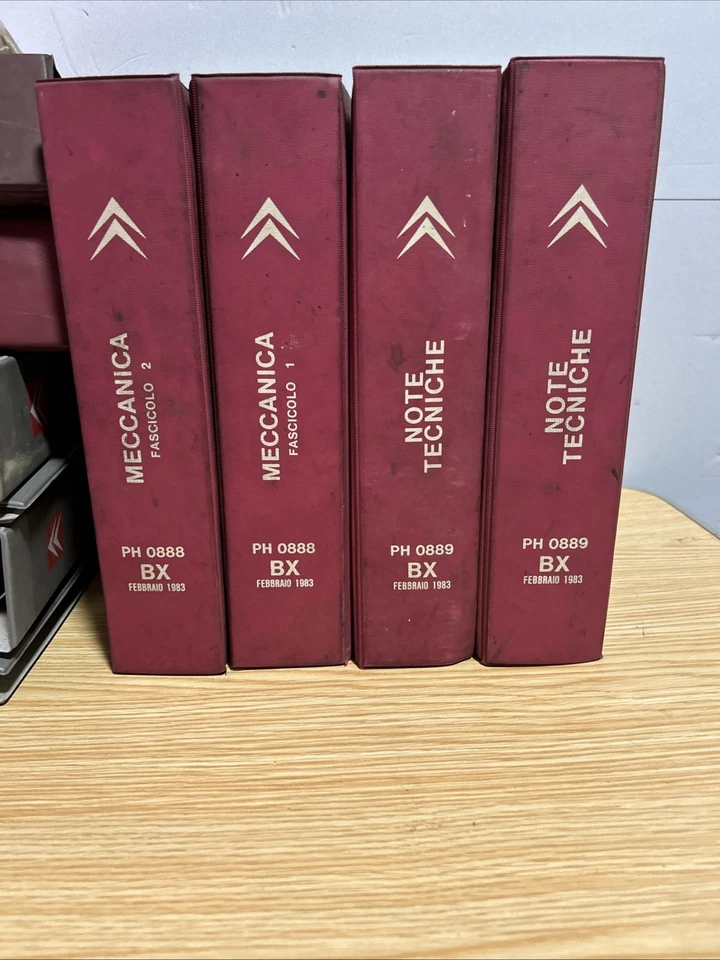 MECCANICA
FASCICOLO 2
PH 0888
BX
FEBBRAIO 1983
MECCANICA
FASCICOLO 1
PH 0888
BX
FEBBRAIO 1983
NOTE
TECNICHE
PH 0889
BX
FEBBRAIO 1983
NOTE
TECNICHE
PH 0889
BX
FEBBRAIO 1983